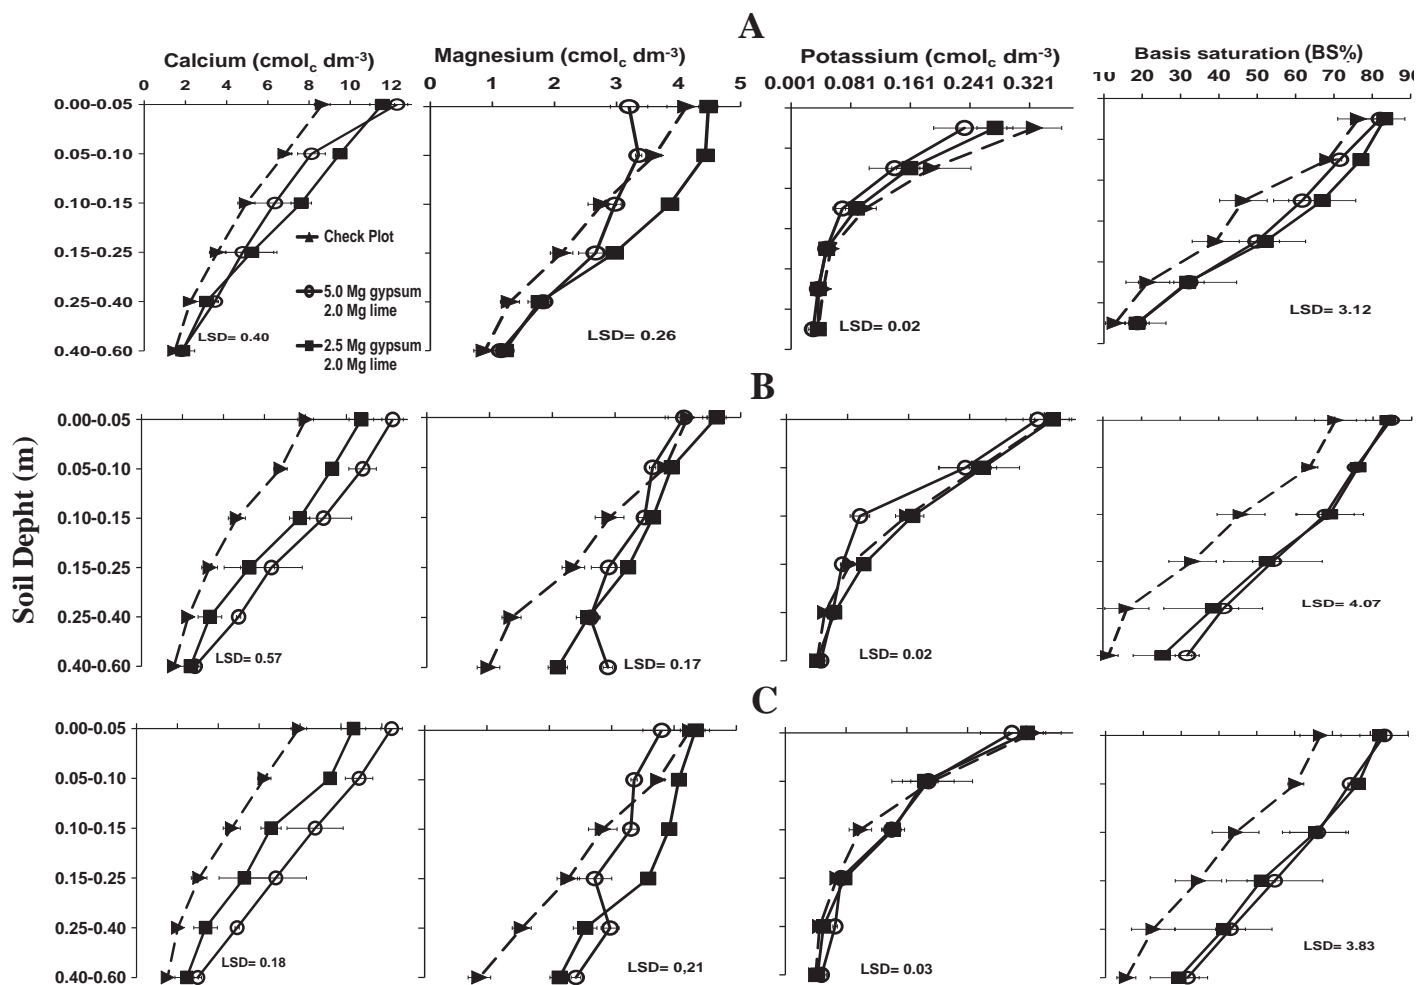 A
Calcium (cmolc dm-3)
Magnesium (cmolc dm-3)
Potassium (cmolc dm-3)
Basis saturation (BS%)
0 2 4 6 8 10 12
0 1 2 3 4 5
0.001 0.081 0.161 0.241 0.321
10 20 30 40 50 60 70 80 90
0.00-0.05
0.05-0.10
0.10-0.15
0.15-0.25
0.25-0.40
0.40-0.60
Check Plot
5.0 Mg gypsum
2.0 Mg lime
2.5 Mg gypsum
2.0 Mg lime
LSD= 0.40
LSD= 0.26
LSD= 0.02
LSD= 3.12
B
Soil Depht (m)
0.00-0.05
0.05-0.10
0.10-0.15
0.15-0.25
0.25-0.40
0.40-0.60
LSD= 0.57
LSD= 0.17
LSD= 0.02
LSD= 4.07
C
0.00-0.05
0.05-0.10
0.10-0.15
0.15-0.25
0.25-0.40
0.40-0.60
LSD= 0.18
LSD= 0,21
LSD= 0.03
LSD= 3.83